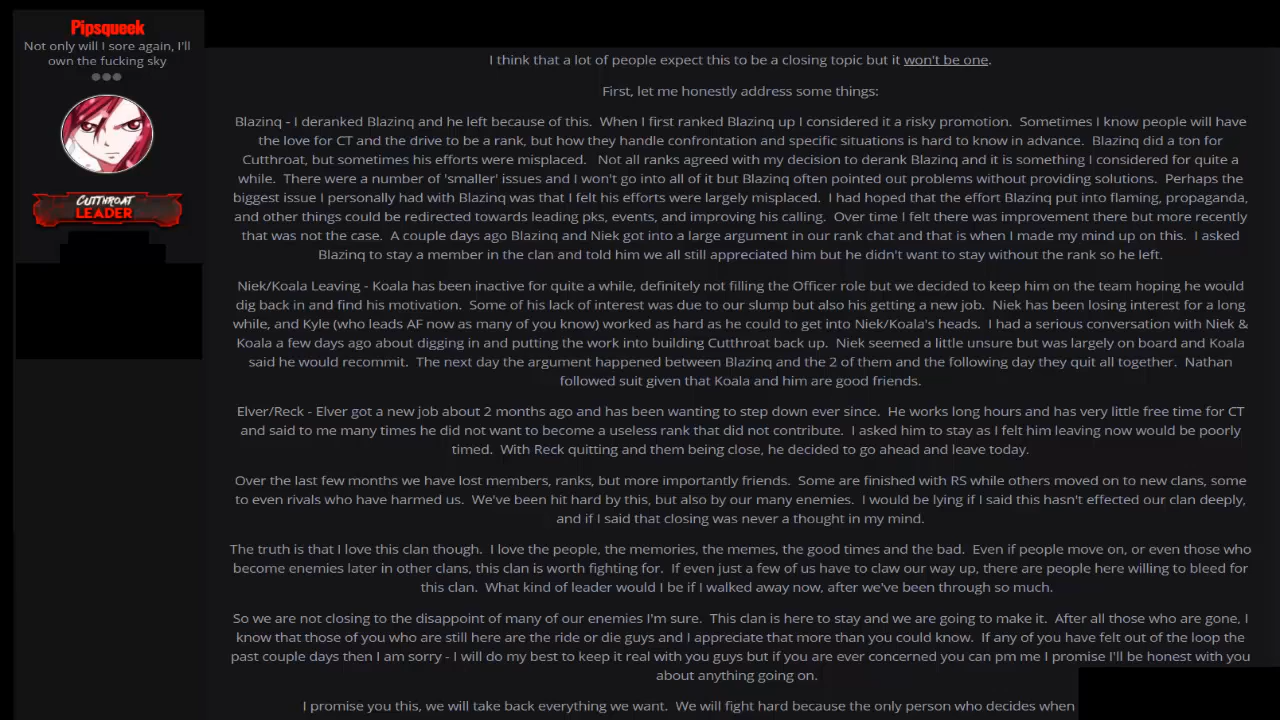 Pipsqueek
Not only will I sore again, I'll
own the fucking sky
CUTTHROAT
LEADER
I think that a lot of people expect this to be a closing topic but it won't be one.
First, let me honestly address some things:
Blazinq - I deranked Blazinq and he left because of this. When I first ranked Blazinq up I considered it a risky promotion. Sometimes I know people will have
the love for CT and the drive to be a rank, but how they handle confrontation and specific situations is hard to know in advance. Blazinq did a ton for
Cutthroat, but sometimes his efforts were misplaced. Not all ranks agreed with my decision to derank Blazinq and it is something I considered for quite a
while. There were a number of 'smaller' issues and I won't go into all of it but Blazinq often pointed out problems without providing solutions. Perhaps the
biggest issue I personally had with Blazinq was that I felt his efforts were largely misplaced. I had hoped that the effort Blazinq put into flaming, propaganda,
and other things could be redirected towards leading pks, events, and improving his calling. Over time I felt there was improvement there but more recently
that was not the case. A couple days ago Blazinq and Niek got into a large argument in our rank chat and that is when I made my mind up on this. I asked
Blazinq to stay a member in the clan and told him we all still appreciated him but he didn't want to stay without the rank so he left.
Niek/Koala Leaving - Koala has been inactive for quite a while, definitely not filling the Officer role but we decided to keep him on the team hoping he would
dig back in and find his motivation. Some of his lack of interest was due to our slump but also his getting a new job. Niek has been losing interest for a long
while, and Kyle (who leads AF now as many of you know) worked as hard as he could to get into Niek/Koala's heads. I had a serious conversation with Niek &
Koala a few days ago about digging in and putting the work into building Cutthroat back up. Niek seemed a little unsure but was largely on board and Koala
said he would recommit. The next day the argument happened between Blazinq and the 2 of them and the following day they quit all together. Nathan
followed suit given that Koala and him are good friends.
Elver/Reck - Elver got a new job about 2 months ago and has been wanting to step down ever since. He works long hours and has very little free time for CT
and said to me many times he did not want to become a useless rank that did not contribute. I asked him to stay as I felt him leaving now would be poorly
timed. With Reck quitting and them being close, he decided to go ahead and leave today.
Over the last few months we have lost members, ranks, but more importantly friends. Some are finished with RS while others moved on to new clans, some
to even rivals who have harmed us. We've been hit hard by this, but also by our many enemies. I would be lying if I said this hasn't effected our clan deeply,
and if I said that closing was never a thought in my mind.
The truth is that I love this clan though. I love the people, the memories, the memes, the good times and the bad. Even if people move on, or even those who
become enemies later in other clans, this clan is worth fighting for. If even just a few of us have to claw our way up, there are people here willing to bleed for
this clan. What kind of leader would I be if I walked away now, after we've been through so much.
So we are not closing to the disappoint of many of our enemies I'm sure. This clan is here to stay and we are going to make it. After all those who are gone, I
know that those of you who are still here are the ride or die guys and I appreciate that more than you could know. If any of you have felt out of the loop the
past couple days then I am sorry - I will do my best to keep it real with you guys but if you are ever concerned you can pm me I promise I'll be honest with you
about anything going on.
I promise you this, we will take back everything we want. We will fight hard because the only person who decides when